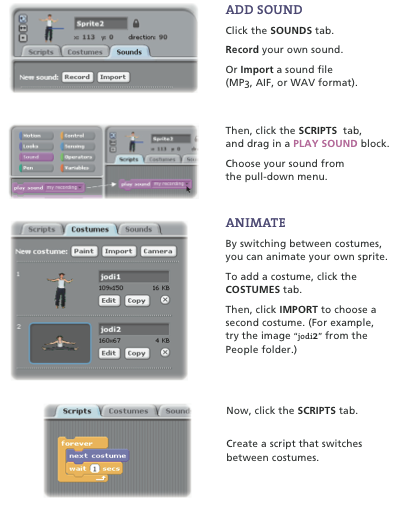 Sprite2
x: 113 y: 0 direction: 90
Scripts Costumes Sounds
New sound: Record Import
ADD SOUND
Click the SOUNDS tab.
Record your own sound.
Or Import a sound file
(MP3, AIF, or WAV format).
Motion Control
Looks Sensing
Sound Operators
Pen Variables
play sound my recording
Sprite2
Scripts Costumes
play sound my recording
Then, click the SCRIPTS tab,
and drag in a PLAY SOUND block.
Choose your sound from
the pull-down menu.
Scripts Costumes Sounds
New costume: Paint Import Camera
1
jodi1
109x150 16 KB
Edit Copy
2
jodi2
160x67 4 KB
Edit Copy
ANIMATE
By switching between costumes,
you can animate your own sprite.
To add a costume, click the
COSTUMES tab.
Then, click IMPORT to choose a
second costume. (For example,
try the image "jodi2" from the
People folder.)
Scripts Costumes Sound
forever
next costume
wait 1 secs
Now, click the SCRIPTS tab.
Create a script that switches
between costumes.